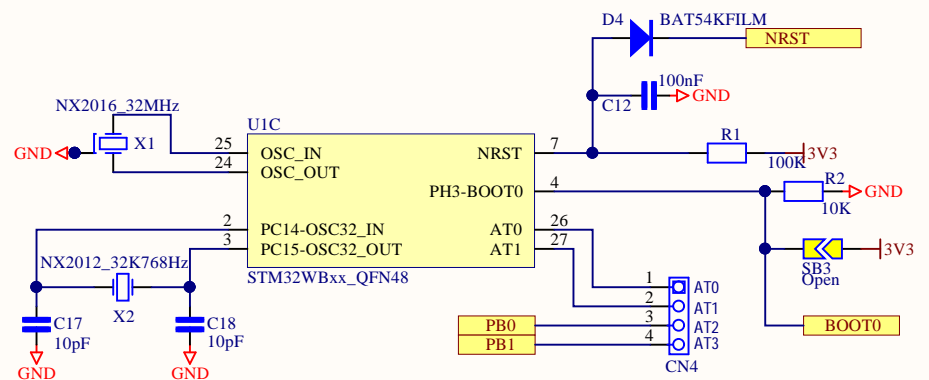 D4 BAT54KFILM
NRST
100nF
C12
GND
NX2016_32MHz
X1
GND
U1C
25 OSC_IN
24 OSC_OUT
NRST 7
R1
100K
3V3
PH3-BOOT0 4
R2
10K
GND
2 PC14-OSC32_IN
3 PC15-OSC32_OUT
AT0 26
AT1 27
STM32WBxx_QFN48
SB3
Open
3V3
NX2012_32K768Hz
X2
C17
10pF
GND
C18
10pF
GND
1 AT0
2 AT1
PB0 3 AT2
PB1 4 AT3
CN4
BOOT0